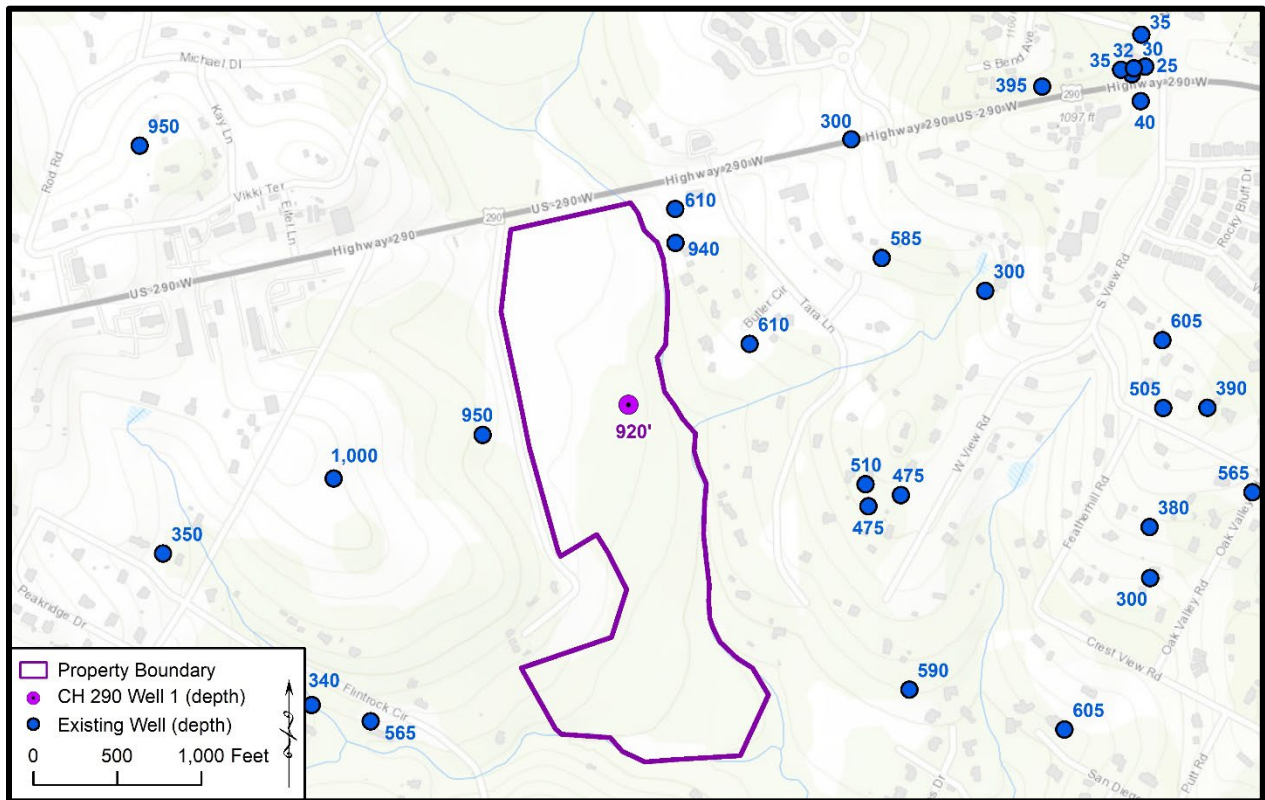 35
Michael Dl
1100 f
S Bend Ave
32
30
35
25
395
290
Highway 290 W
40
1097 ft
Kay Ln
950
300
Highway 290 US-290 W
Rod Rd
Highway 290 W
Vikki Ter
Eiler Ln
290
US-290 W
610
Rocky Bluff Dr
Highway 290
940
585
S View Rd
US-290 W
300
Butler Cir
Tara Ln
610
605
950
920'
505
390
W View Rd
1,000
510
475
565
475
Featherhill Rd
380
Oak Valley
350
300
Peakridge Dr
Oak Valley Rd
Crest View Rd
Property Boundary
CH 290 Well 1 (depth)
Existing Well (depth)
0 500 1,000 Feet
340
Flintrock Cir
565
590
605
Putt Rd
San Diego
s Dr